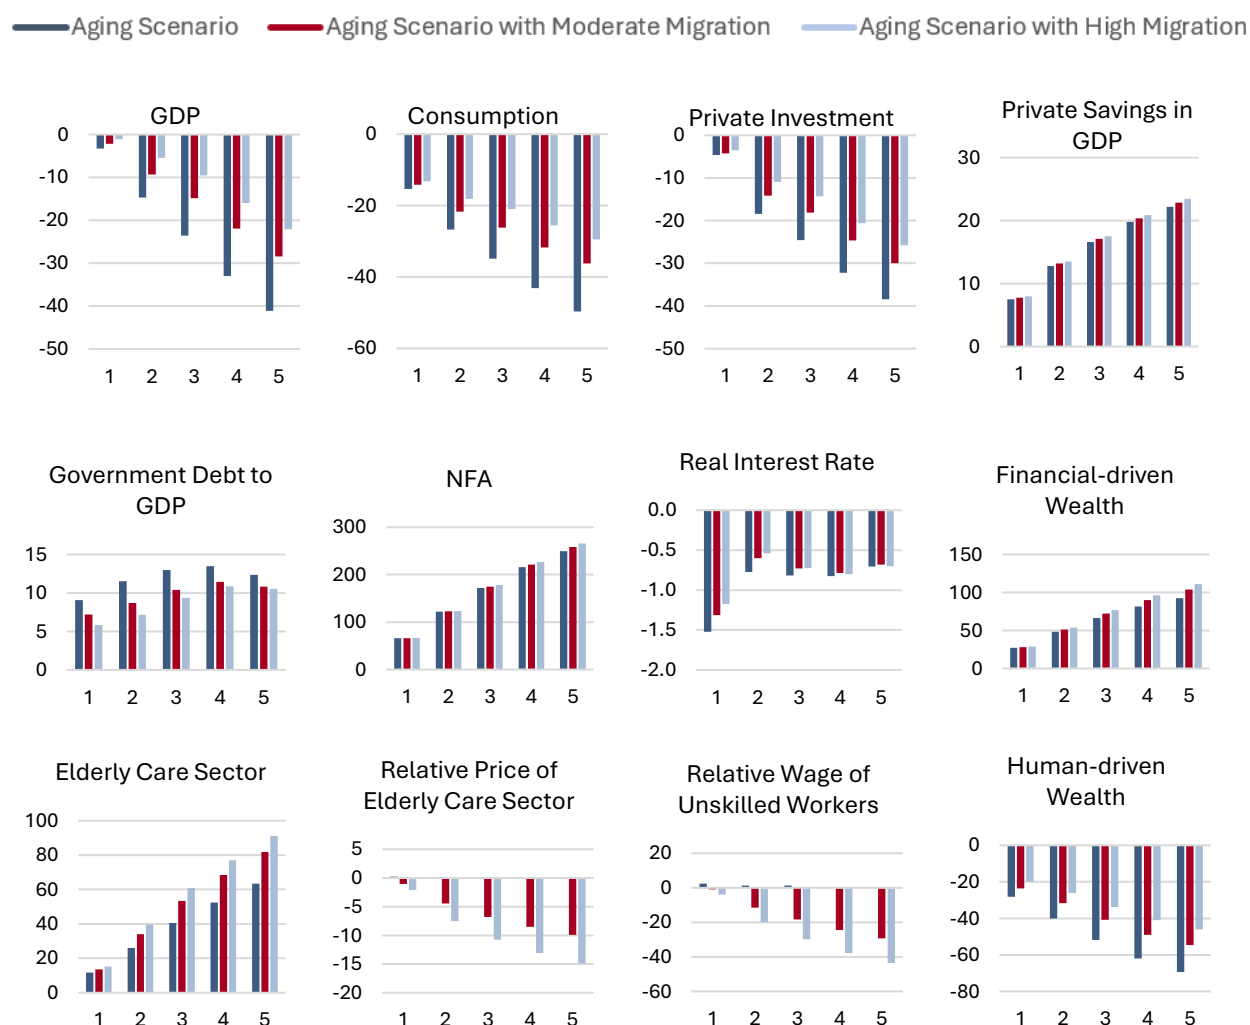 Aging Scenario Aging Scenario with Moderate Migration Aging Scenario with High Migration
GDP
0
-10
-20
-30
-40
-50
1 2 3 4 5
Consumption
0
-20
-40
-60
1 2 3 4 5
Private Investment
0
-10
-20
-30
-40
-50
1 2 3 4 5
Private Savings in
GDP
30
20
10
0
1 2 3 4 5
Government Debt to
GDP
15
10
5
0
1 2 3 4 5
NFA
300
200
100
0
1 2 3 4 5
Real Interest Rate
0.0
-0.5
-1.0
-1.5
-2.0
1 2 3 4 5
Financial-driven
Wealth
150
100
50
0
1 2 3 4 5
Elderly Care Sector
100
80
60
40
20
0
1 2 3 4 5
Relative Price of
Elderly Care Sector
5
0
-5
-10
-15
-20
1 2 3 4 5
Relative Wage of
Unskilled Workers
20
0
-20
-40
-60
1 2 3 4 5
Human-driven
Wealth
0
-20
-40
-60
-80
1 2 3 4 5